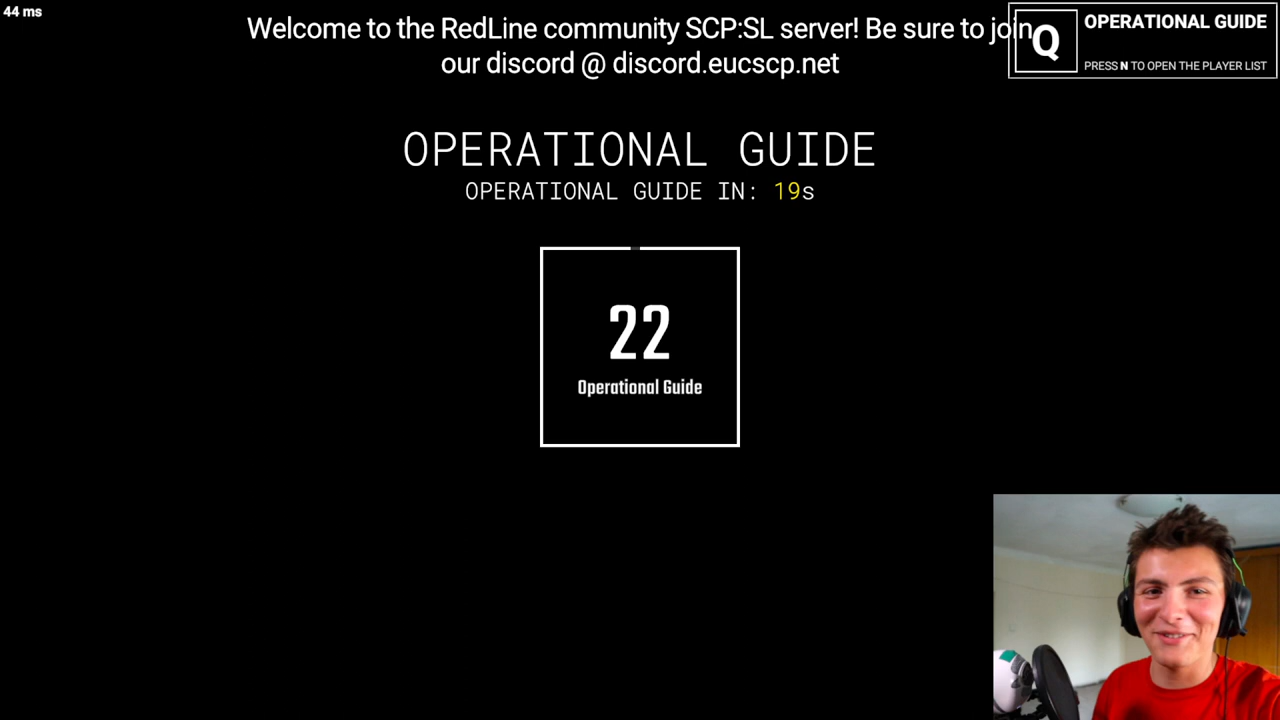 44 ms
Welcome to the RedLine community SCP:SL server! Be sure to join
our discord @ discord.eucscp.net
Q
OPERATIONAL GUIDE
PRESS N TO OPEN THE PLAYER LIST
OPERATIONAL GUIDE
OPERATIONAL GUIDE IN: 19s
22
Operational Guide